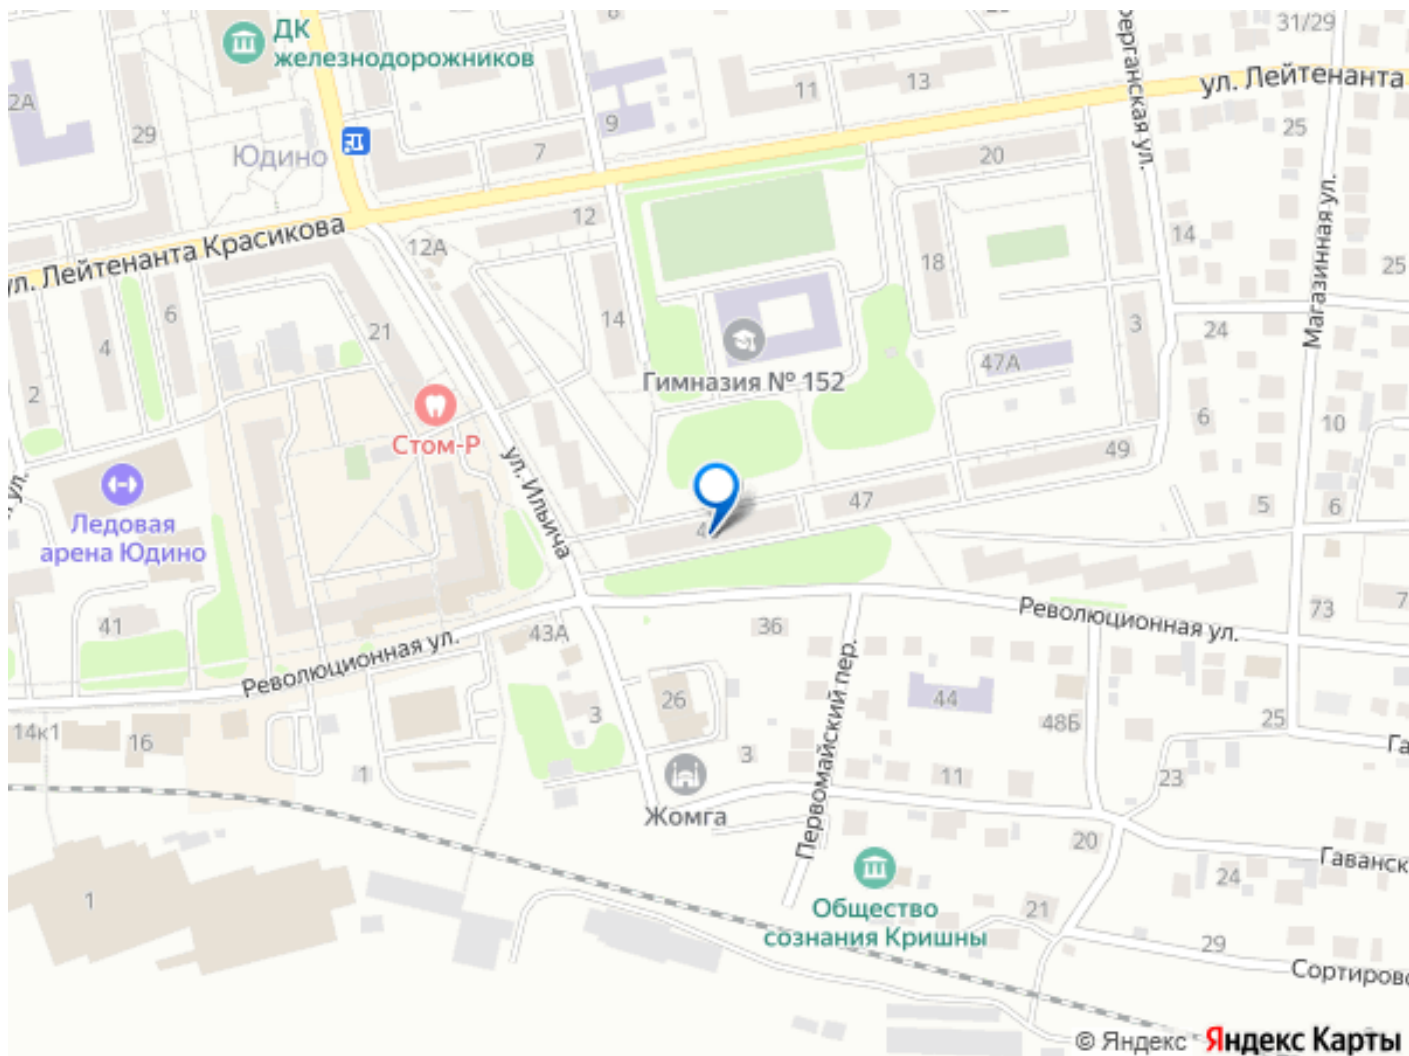 ДК
железнодорожников
31/29
ул. Лейтенанта
13
11
2А
29
9
25
Юдино
7
20
Магазинная ул.
12
14
12А
ул. Лейтенанта Красикова
18
25
6
14
3
24
21
4
47А
Гимназия № 152
2
6
10
Стом-Р
49
ул. Ильича
47
5
6
Ледовая
арена Юдино
73
41
43А
36
Революционная ул.
Революционная ул.
Первомайский пер.
44
26
3
48Б
25
14к1
16
3
11
23
1
Жомга
20
24
1
Общество
сознания Кришны
21
29
© Яндекс
Яндекс Карты